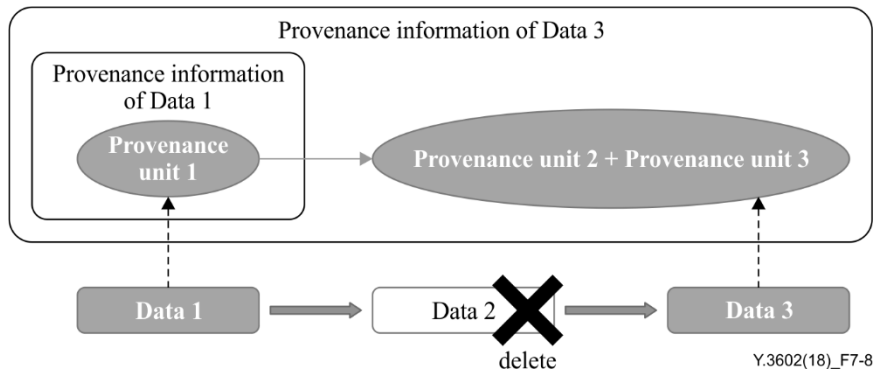 Provenance information of Data 3
Provenance information
of Data 1
Provenance
unit 1
Provenance unit 2 + Provenance unit 3
Data 1
Data 2
Data 3
delete
Y.3602(18)_F7-8